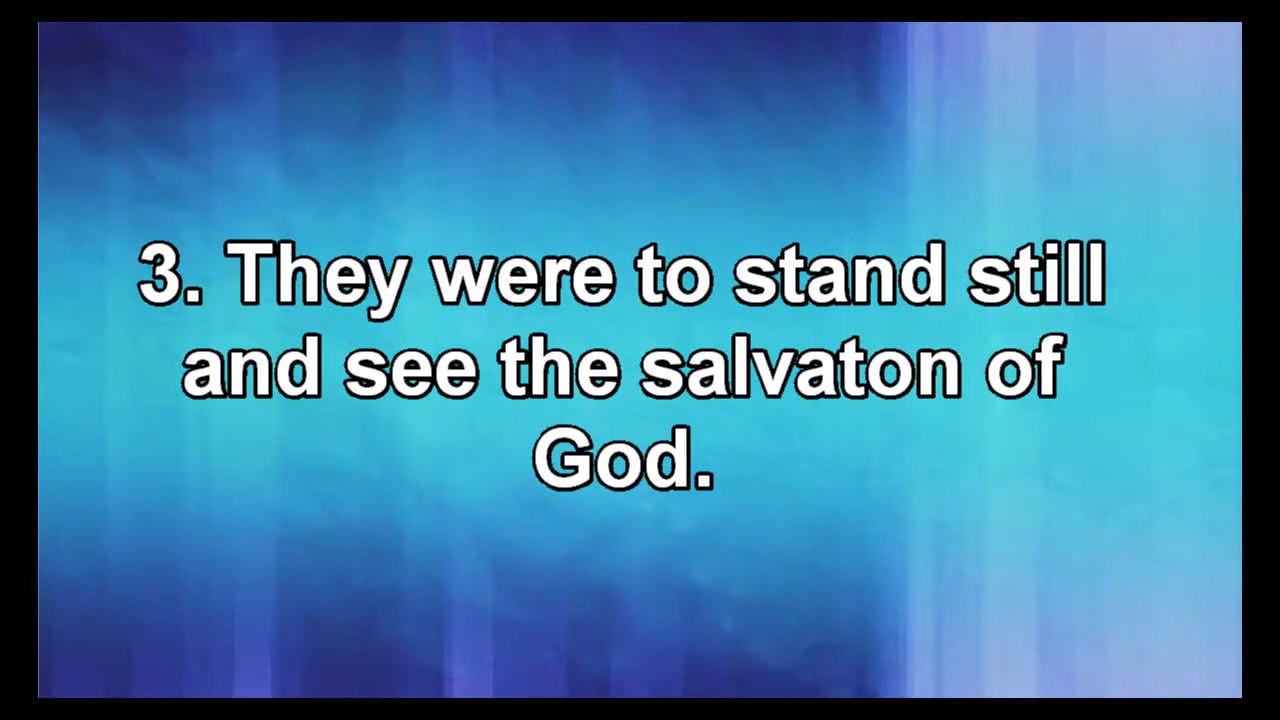 3. They were to stand still
and see the salvaton of
God.